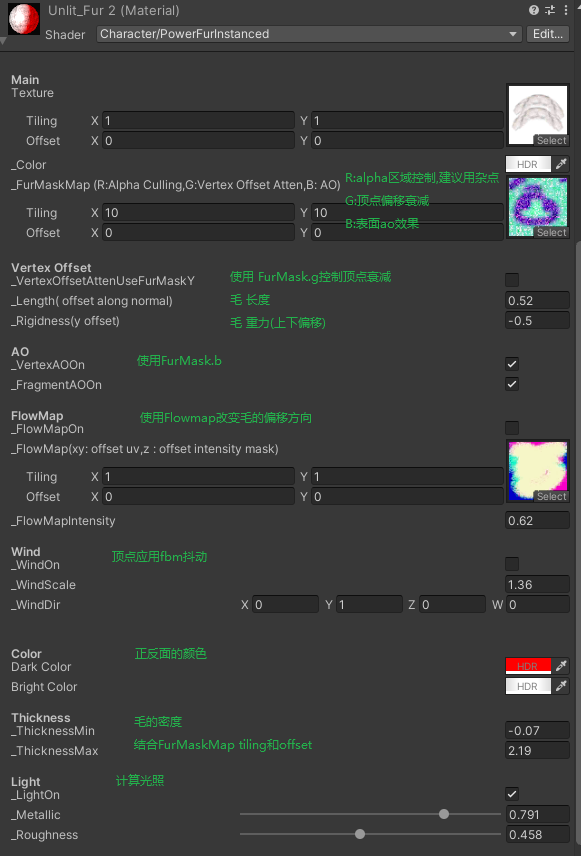 Unlit_Fur 2 (Material)
Shader Character/PowerFurInstanced Edit...
Main
Texture
Tiling X 1 Y 1
Offset X 0 Y 0
Select
_Color HDR
_FurMaskMap (R:Alpha Culling,G:Vertex Offset Atten,B: AO) R:alpha区域控制,建议用杂点
G:顶点偏移衰减
Tiling X 10 Y 10
B:表面ao效果
Offset X 0 Y 0
Select
Vertex Offset
_VertexOffsetAttenUseFurMaskY 使用 FurMask.g控制顶点衰减
_Length( offset along normal) 毛 长度 0.52
_Rigidness(y offset) 毛 重力(上下偏移) -0.5
AO
_VertexAOOn 使用FurMask.b
_FragmentAOOn
FlowMap
_FlowMapOn 使用Flowmap改变毛的偏移方向
_FlowMap(xy: offset uv,z : offset intensity mask)
Tiling X 1 Y 1
Offset X 0 Y 0
Select
_FlowMapIntensity 0.62
Wind
_WindOn 顶点应用fbm抖动
_WindScale 1.36
_WindDir X 0 Y 1 Z 0 W 0
Color 正反面的颜色
Dark Color HDR
Bright Color HDR
Thickness 毛的密度
_ThicknessMin -0.07
_ThicknessMax 结合FurMaskMap tiling和offset 2.19
Light 计算光照
_LightOn
_Metallic 0.791
_Roughness 0.458